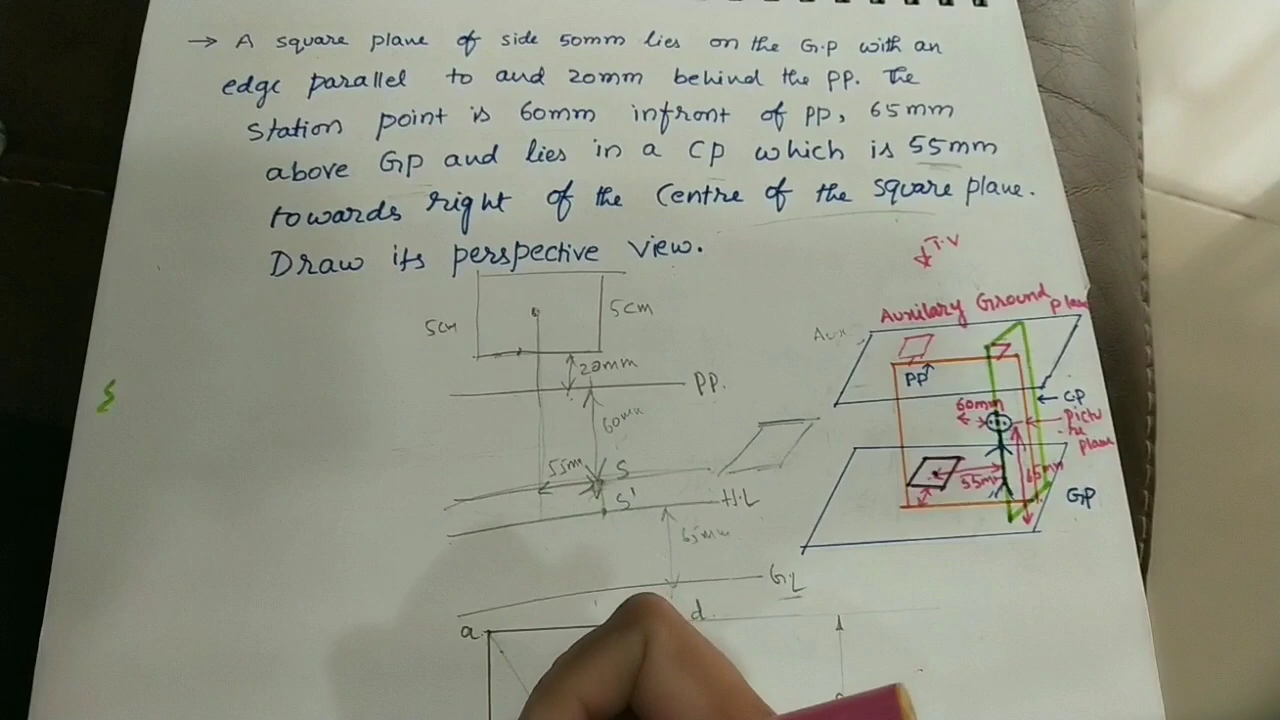 → A square plane of side 50mm lies on the G.P with an
edge parallel to and 20mm behind the PP. The
station point is 60mm infront of PP, 65mm
above GP and lies in a CP which is 55mm
towards right of the Centre of the square plane.
Draw its perspective view.
T.V
Auxilary Ground plane
Aux.
5cm
5cm
20mm
PP.
PP
CP
60mm
60mm
Pictu
re
plane
55mm
S
55mm
65mm
S'
H.L
GP
65mm
G.L
a
d